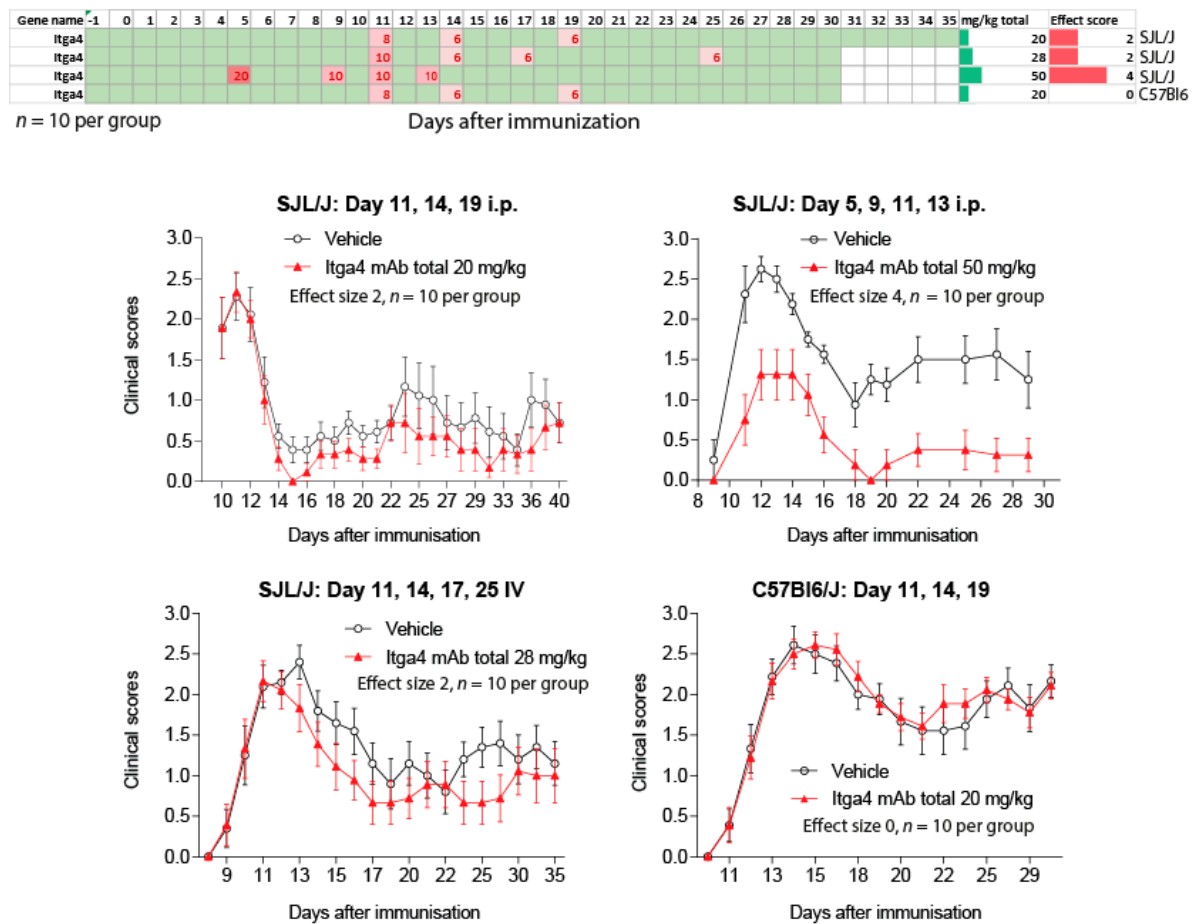 Gene name -1 0 1 2 3 4 5 6 7 8 9 10 11 12 13 14 15 16 17 18 19 20 21 22 23 24 25 26 27 28 29 30 31 32 33 34 35 mg/kg total Effect score
Itga4 8 6 6 20 2 SJL/J
Itga4 10 6 6 6 28 2 SJL/J
Itga4 20 10 10 10 50 4 SJL/J
Itga4 8 6 6 20 0 C57Bl6
n = 10 per group Days after immunization
SJL/J: Day 11, 14, 19 i.p.
Vehicle
Itga4 mAb total 20 mg/kg
Effect size 2, n = 10 per group
Clinical scores
3.0
2.5
2.0
1.5
1.0
0.5
0.0
10 12 14 16 18 20 22 25 27 29 33 36 40
Days after immunisation
SJL/J: Day 5, 9, 11, 13 i.p.
Vehicle
Itga4 mAb total 50 mg/kg
Effect size 4, n = 10 per group
Clinical scores
3.0
2.5
2.0
1.5
1.0
0.5
0.0
8 10 12 14 16 18 20 22 24 26 28 30
Days after immunisation
SJL/J: Day 11, 14, 17, 25 IV
Vehicle
Itga4 mAb total 28 mg/kg
Effect size 2, n = 10 per group
Clinical scores
3.0
2.5
2.0
1.5
1.0
0.5
0.0
9 11 13 15 17 20 22 25 30 35
Days after immunisation
C57Bl6/J: Day 11, 14, 19
Vehicle
Itga4 mAb total 20 mg/kg
Effect size 0, n = 10 per group
Clinical scores
3.0
2.5
2.0
1.5
1.0
0.5
0.0
11 13 15 18 20 22 25 29
Days after immunisation